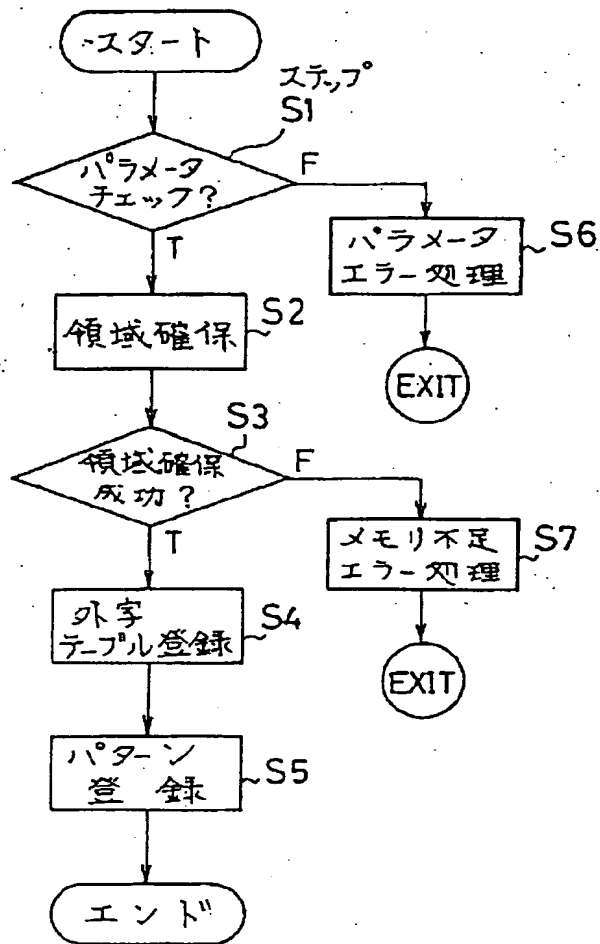 スタート
ステップ
S1
パラメータ
チェック?
F
T
パラメータ
エラー処理
S6
EXIT
領域確保
S2
S3
領域確保
成功?
F
T
メモリ不足
エラー処理
S7
EXIT
外字
テーブル登録
S4
パターン
登録
S5
エンド